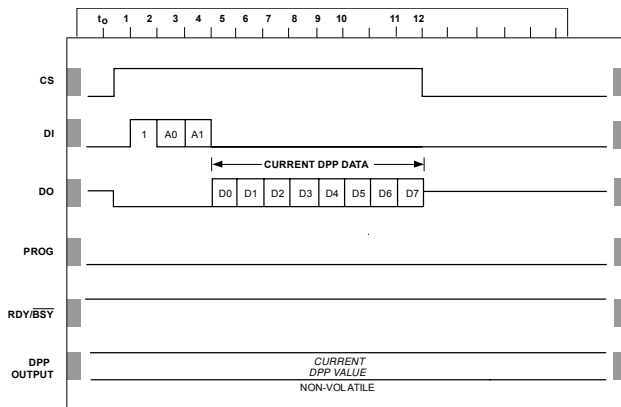 to 1 2 3 4 5 6 7 8 9 10 11 12
CS
DI 1 A0 A1
CURRENT DPP DATA
DO D0 D1 D2 D3 D4 D5 D6 D7
PROG
RDY/BSY
DPP
OUTPUT
CURRENT
DPP VALUE
NON-VOLATILE